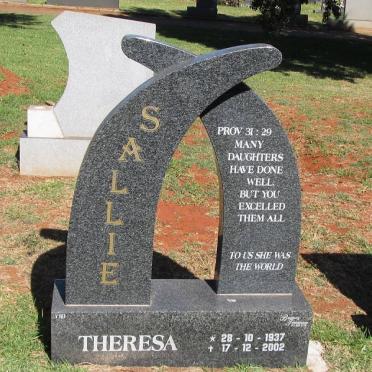 SALLIE
PROV 31 : 29
MANY
DAUGHTERS
HAVE DONE
WELL
BUT YOU
EXCELLED
THEM ALL
TO US SHE WAS
THE WORLD
THERESA
* 28 - 10 - 1937
✝ 17 - 12 - 2002